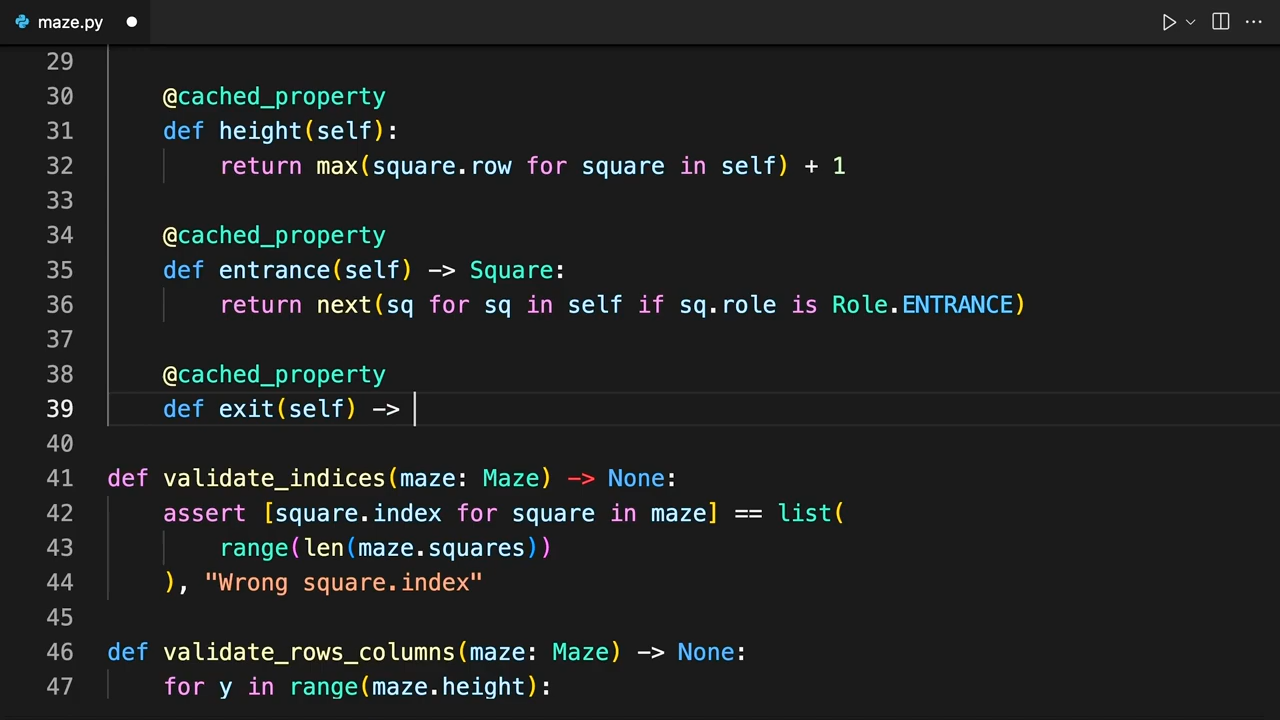 maze.py
29
30 @cached_property
31 def height(self):
32 return max(square.row for square in self) + 1
33
34 @cached_property
35 def entrance(self) -> Square:
36 return next(sq for sq in self if sq.role is Role.ENTRANCE)
37
38 @cached_property
39 def exit(self) ->
40
41 def validate_indices(maze: Maze) -> None:
42 assert [square.index for square in maze] == list(
43 range(len(maze.squares))
44 ), "Wrong square.index"
45
46 def validate_rows_columns(maze: Maze) -> None:
47 for y in range(maze.height):